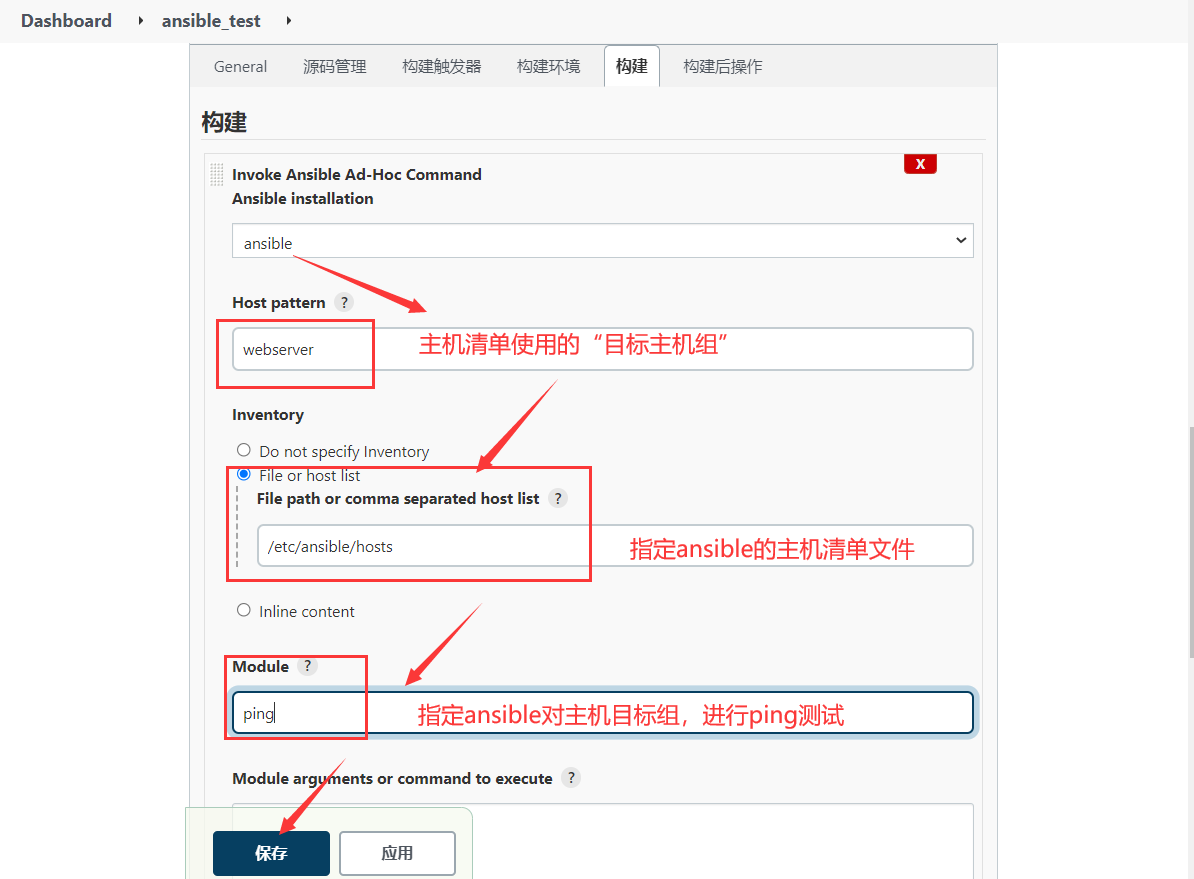 Dashboard ansible_test
General 源码管理 构建触发器 构建环境 构建 构建后操作
构建
X
Invoke Ansible Ad-Hoc Command
Ansible installation
ansible
Host pattern ?
webserver 主机清单使用的“目标主机组”
Inventory
Do not specify Inventory
File or host list
File path or comma separated host list ?
/etc/ansible/hosts 指定ansible的主机清单文件
Inline content
Module ?
ping 指定ansible对主机目标组，进行ping测试
Module arguments or command to execute ?
保存 应用